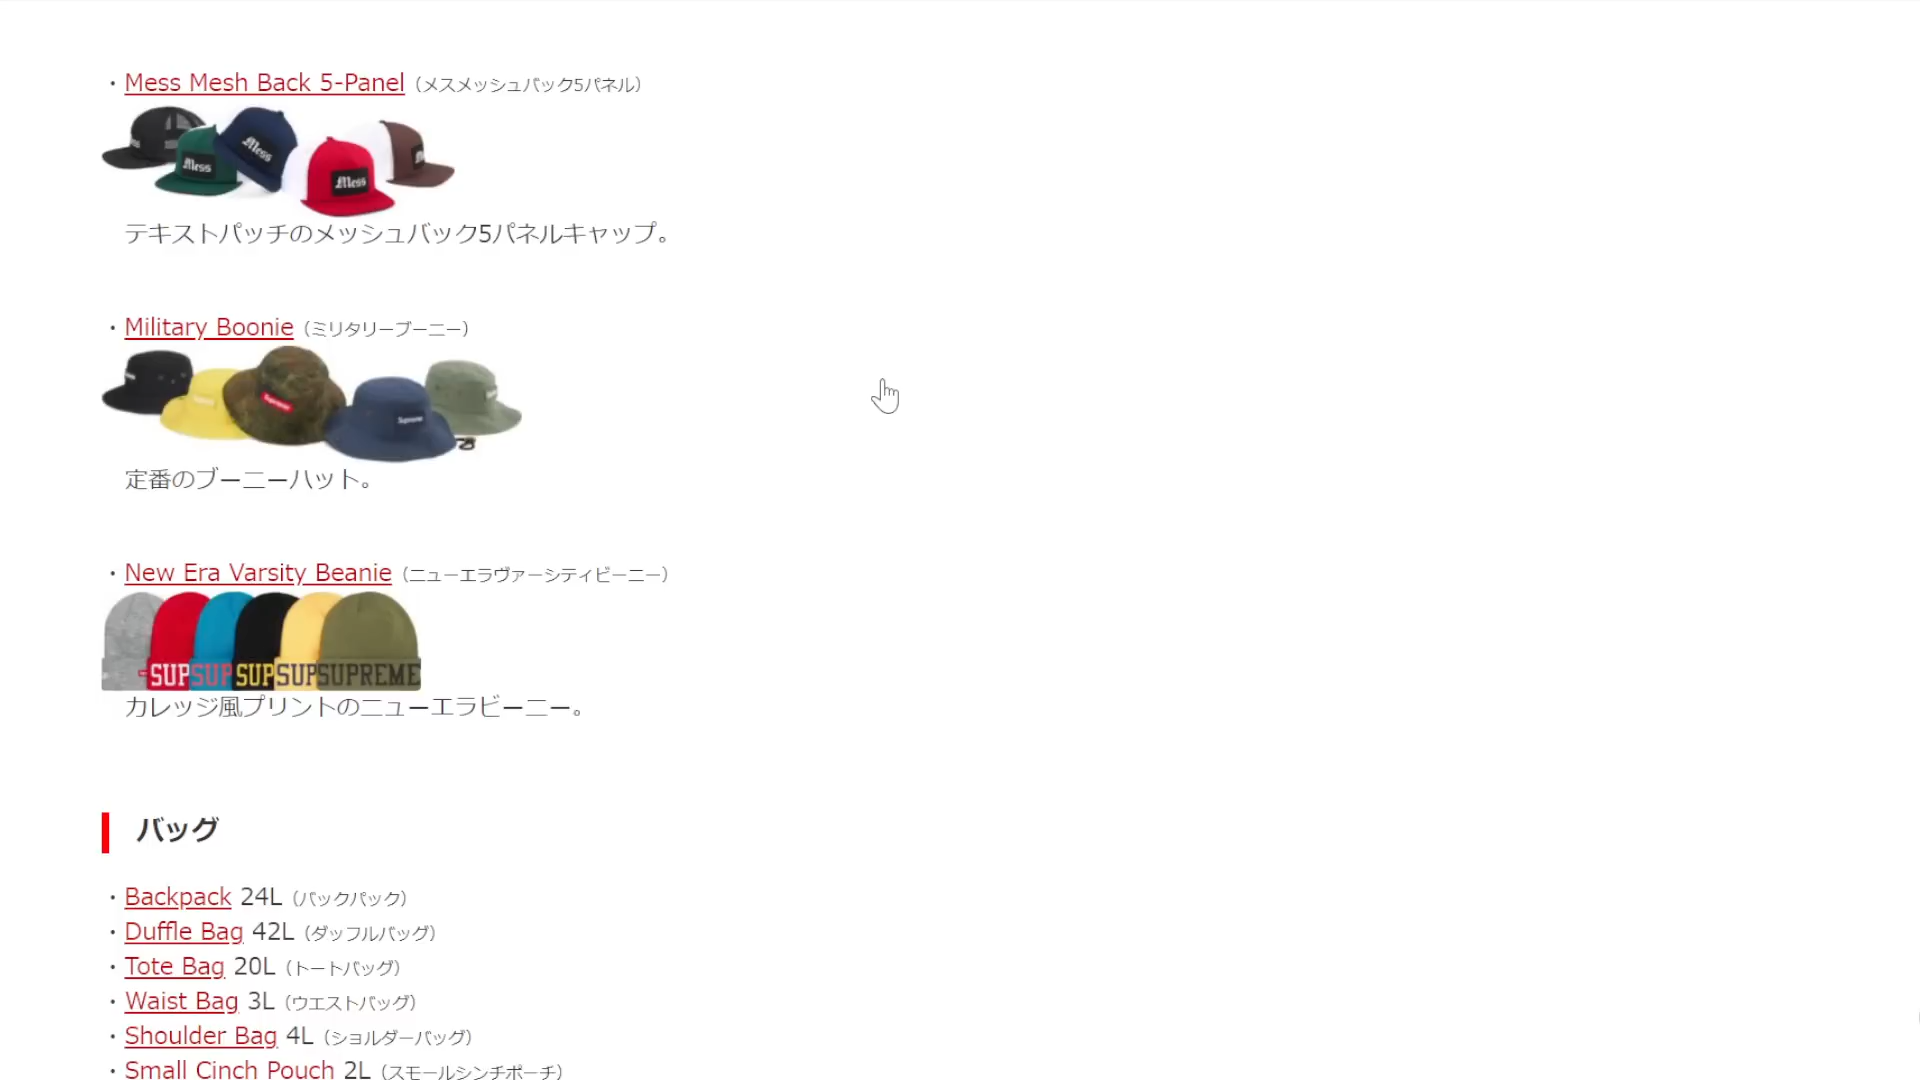 ・Mess Mesh Back 5-Panel（メスメッシュバック5パネル）
Mess Mess Mess
テキストパッチのメッシュバック5パネルキャップ。
・Military Boonie（ミリタリーブーニー）
Supreme Supreme
定番のブーニーハット。
・New Era Varsity Beanie（ニューエラヴァーシティビーニー）
SUP SUP SUP SUP SUPREME
カレッジ風プリントのニューエラビーニー。
バッグ
・Backpack 24L（バックパック）
・Duffle Bag 42L（ダッフルバッグ）
・Tote Bag 20L（トートバッグ）
・Waist Bag 3L（ウエストバッグ）
・Shoulder Bag 4L（ショルダーバッグ）
・Small Cinch Pouch 2L（スモールシンチポーチ）